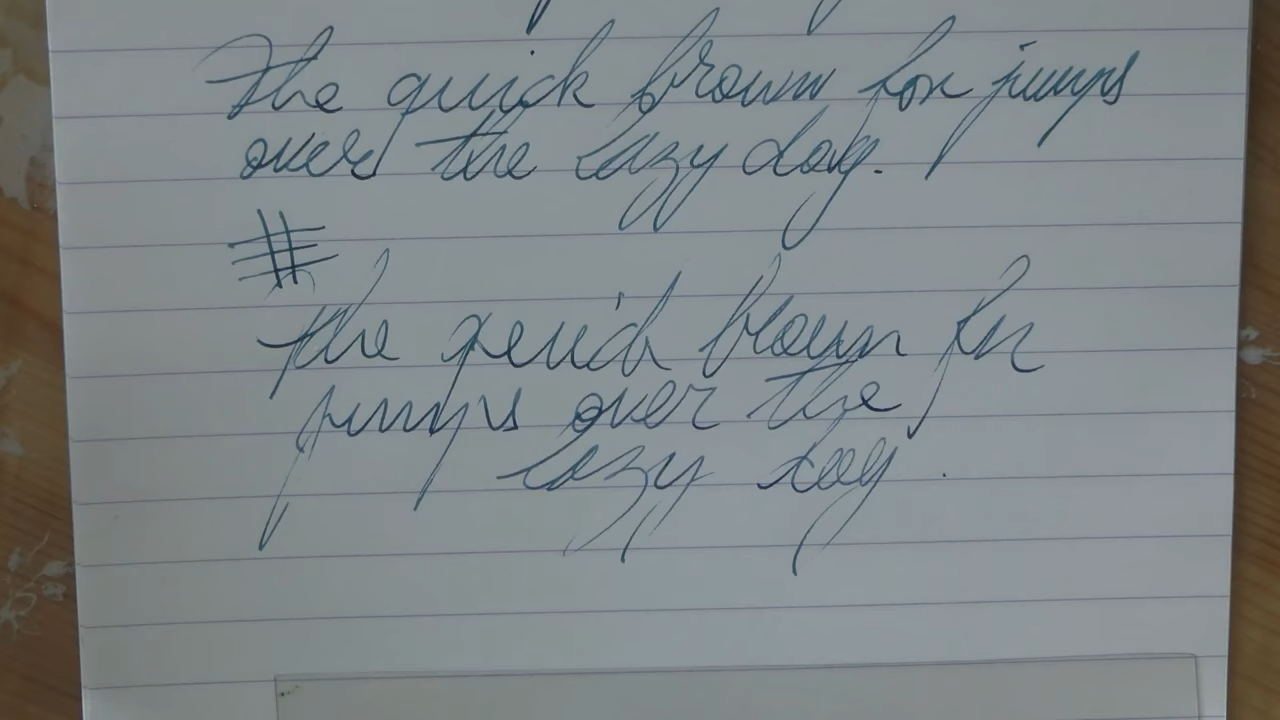 The quick brown fox jumps
over the lazy dog.
#
the quick brown fox
jumps over the
lazy dog.